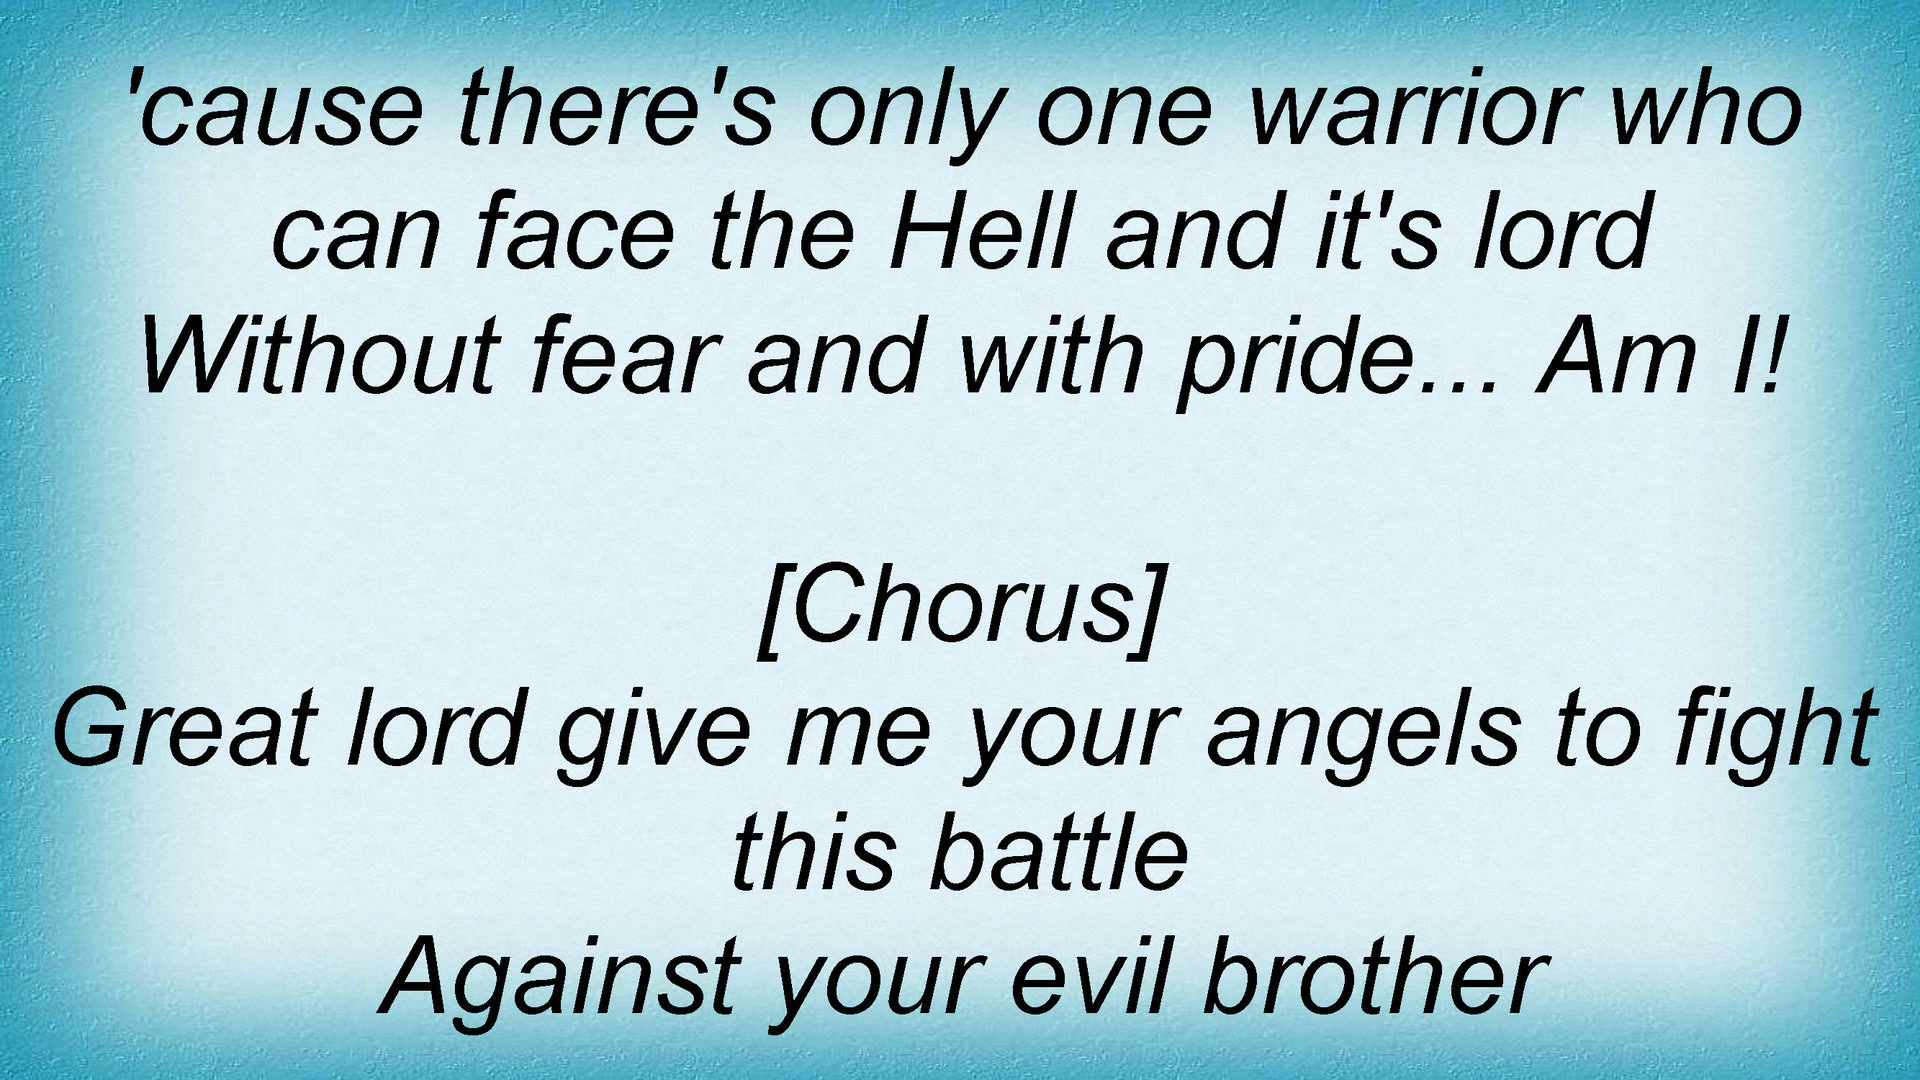 'cause there's only one warrior who
can face the Hell and it's lord
Without fear and with pride... Am I!
[Chorus]
Great lord give me your angels to fight
this battle
Against your evil brother